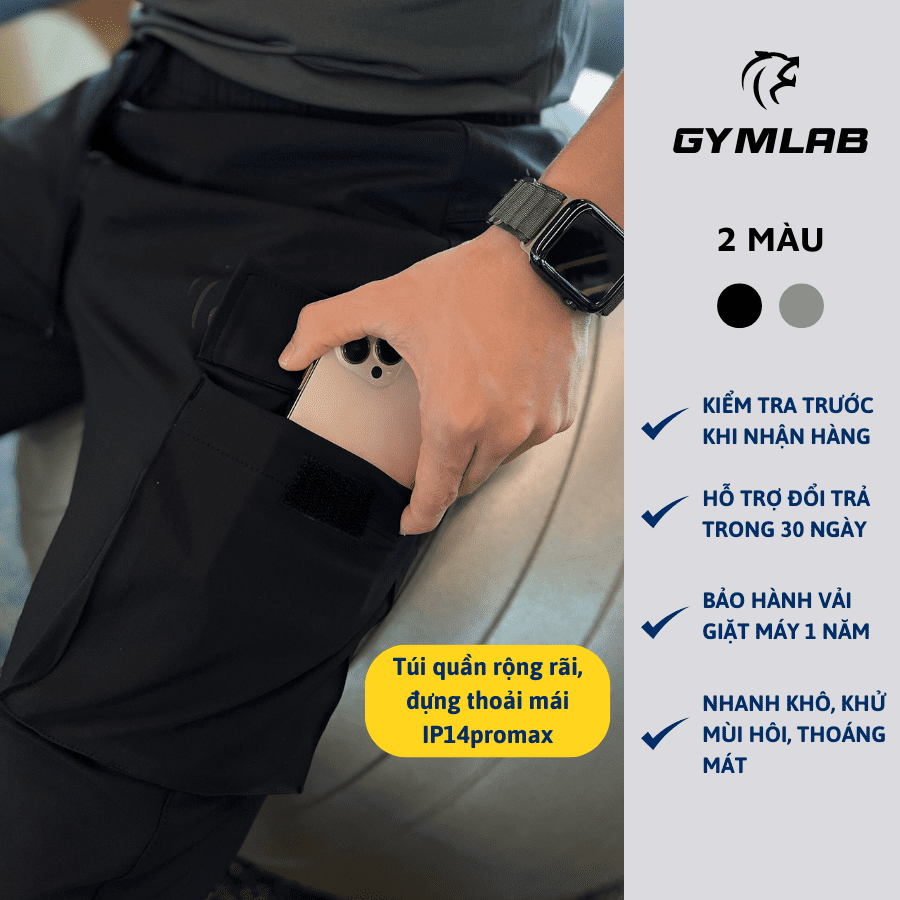 GYMLAB
2 MÀU
KIỂM TRA TRƯỚC
KHI NHẬN HÀNG
HỖ TRỢ ĐỔI TRẢ
TRONG 30 NGÀY
BẢO HÀNH VẢI
GIẶT MÁY 1 NĂM
NHANH KHÔ, KHỬ
MÙI HÔI, THOÁNG
MÁT
Túi quần rộng rãi,
đựng thoải mái
IP14promax